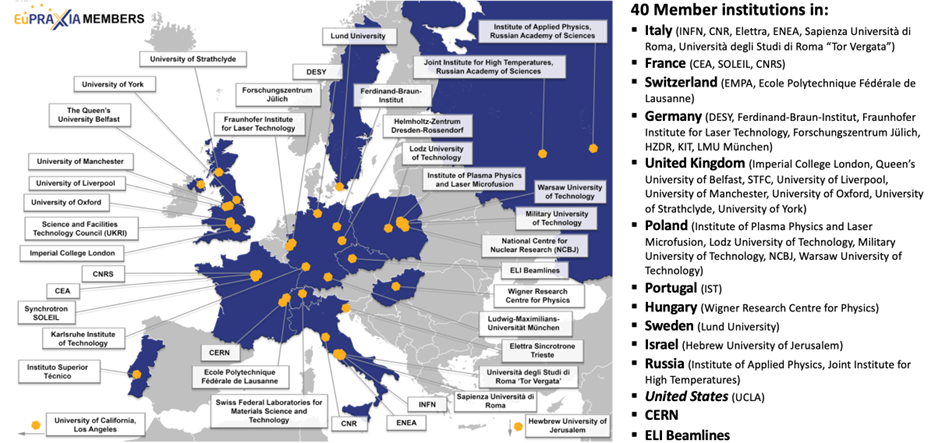 EuPRAXIA MEMBERS
Institute of Applied Physics,
Russian Academy of Sciences
Lund University
University of Strathclyde
Joint Institute for High Temperatures,
Russian Academy of Sciences
DESY
University of York
Forschungszentrum
Jülich
Ferdinand-Braun-
Institut
The Queen's
University Belfast
Fraunhofer Institute
for Laser Technology
Helmholtz-Zentrum
Dresden-Rossendorf
Lodz University
of Technology
University of Manchester
Institute of Plasma Physics
and Laser Microfusion
University of Liverpool
Warsaw University
of Technology
University of Oxford
Military University
of Technology
Science and Facilities
Technology Council (UKRI)
National Centre for
Nuclear Research (NCBJ)
Imperial College London
ELI Beamlines
CNRS
CEA
Wigner Research
Centre for Physics
Synchrotron
SOLEIL
Ludwig-Maximilians-
Universität München
Karlsruhe Institute
of Technology
Elettra Sincrotrone
Trieste
CERN
Instituto Superior
Técnico
Ecole Polytechnique
Fédérale de Lausanne
Università degli Studi di
Roma 'Tor Vergata'
Swiss Federal Laboratories for
Materials Science and
Technology
Sapienza Università di
Roma
INFN
University of California,
Los Angeles
CNR
ENEA
Hewbrew University of
Jerusalem
40 Member institutions in:
▪ Italy (INFN, CNR, Elettra, ENEA, Sapienza Università di
Roma, Università degli Studi di Roma "Tor Vergata")
▪ France (CEA, SOLEIL, CNRS)
▪ Switzerland (EMPA, Ecole Polytechnique Fédérale de
Lausanne)
▪ Germany (DESY, Ferdinand-Braun-Institut, Fraunhofer
Institute for Laser Technology, Forschungszentrum Jülich,
HZDR, KIT, LMU München)
▪ United Kingdom (Imperial College London, Queen's
University of Belfast, STFC, University of Liverpool,
University of Manchester, University of Oxford, University
of Strathclyde, University of York)
▪ Poland (Institute of Plasma Physics and Laser
Microfusion, Lodz University of Technology, Military
University of Technology, NCBJ, Warsaw University of
Technology)
▪ Portugal (IST)
▪ Hungary (Wigner Research Centre for Physics)
▪ Sweden (Lund University)
▪ Israel (Hebrew University of Jerusalem)
▪ Russia (Institute of Applied Physics, Joint Institute for
High Temperatures)
▪ United States (UCLA)
▪ CERN
▪ ELI Beamlines